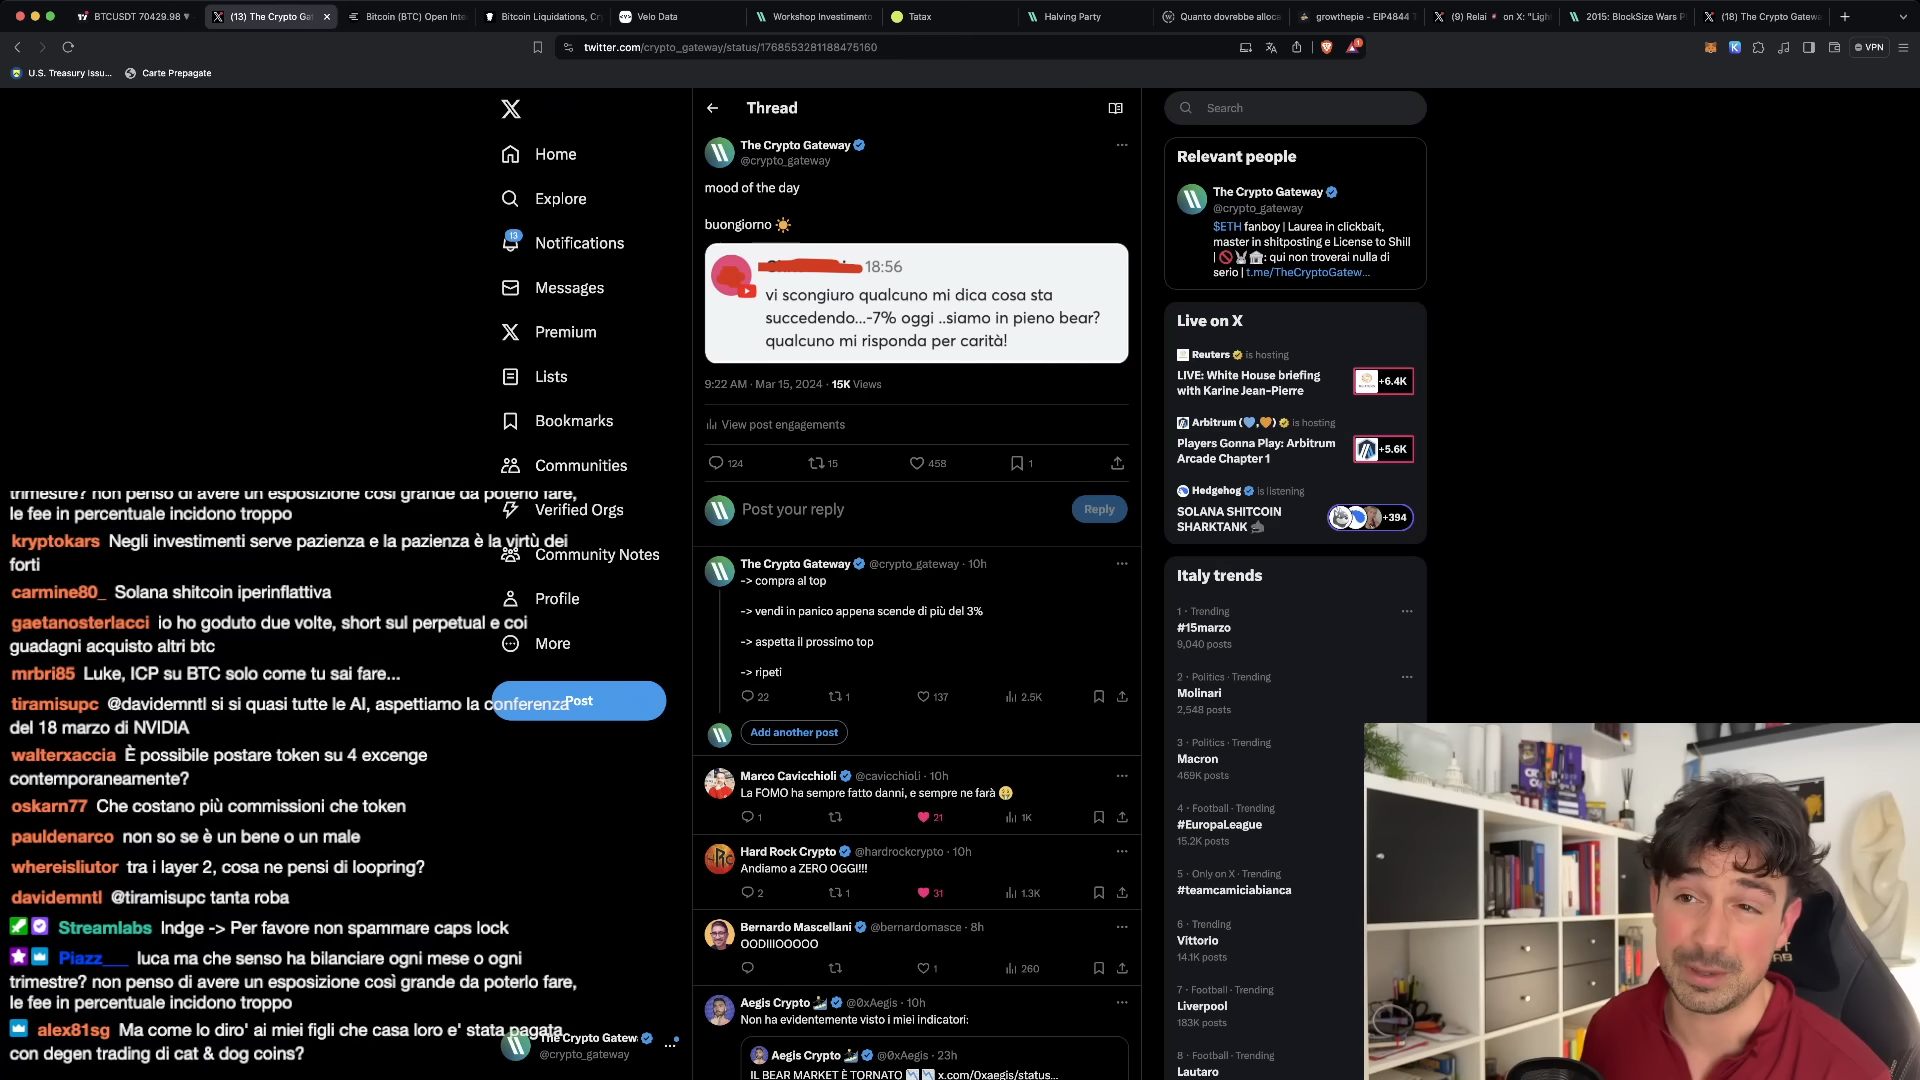 BTCUSDT 70429.98
(13) The Crypto Gat
Bitcoin (BTC) Open Inte
Bitcoin Liquidations, Cr
Velo Data
Workshop Investimento
Tatax
Halving Party
Quanto dovrebbe alloca
growthepie - EIP4844 T
(9) Relai on X: "Ligh
2015: BlockSize Wars P
(18) The Crypto Gatewa
twitter.com/crypto_gateway/status/1768553281188475160
VPN
U.S. Treasury Issu...
Carte Prepagate
Home
Explore
13
Notifications
Messages
Premium
Lists
Bookmarks
Communities
Verified Orgs
Community Notes
Profile
More
Post
The Crypto Gatew
@crypto_gateway
trimestre? non penso di avere un esposizione così grande da poterlo fare,
le fee in percentuale incidono troppo
kryptokars Negli investimenti serve pazienza e la pazienza è la virtù dei
forti
carmine80_ Solana shitcoin iperinflattiva
gaetanosterlacci io ho goduto due volte, short sul perpetual e coi
guadagni acquisto altri btc
mrbri85 Luke, ICP su BTC solo come tu sai fare...
tiramisupc @davidemntl si si quasi tutte le AI, aspettiamo la conferenza
del 18 marzo di NVIDIA
walterxaccia È possibile postare token su 4 excenge
contemporaneamente?
oskarn77 Che costano più commissioni che token
pauldenarco non so se è un bene o un male
whereisliutor tra i layer 2, cosa ne pensi di loopring?
davidemntl @tiramisupc tanta roba
Streamlabs Indge -> Per favore non spammare caps lock
Piazz___ luca ma che senso ha bilanciare ogni mese o ogni
trimestre? non penso di avere un esposizione così grande da poterlo fare,
le fee in percentuale incidono troppo
alex81sg Ma come lo diro' ai miei figli che casa loro e' stata pagata
con degen trading di cat & dog coins?
Thread
The Crypto Gateway
@crypto_gateway
mood of the day
buongiorno ☀️
18:56
vi scongiuro qualcuno mi dica cosa sta
succedendo...-7% oggi ..siamo in pieno bear?
qualcuno mi risponda per carità!
9:22 AM · Mar 15, 2024 · 15K Views
View post engagements
124 15 458 1
Post your reply
Reply
The Crypto Gateway @crypto_gateway · 10h
-> compra al top
-> vendi in panico appena scende di più del 3%
-> aspetta il prossimo top
-> ripeti
22 1 137 2.5K
Add another post
Marco Cavicchioli @cavicchioli · 10h
La FOMO ha sempre fatto danni, e sempre ne farà 🤑
1 21 1K
Hard Rock Crypto @hardrockcrypto · 10h
Andiamo a ZERO OGGI!!!
2 1 31 1.3K
Bernardo Mascellani @bernardomasce · 8h
OODIIIOOOOO
1 260
Aegis Crypto @0xAegis · 10h
Non ha evidentemente visto i miei indicatori:
Aegis Crypto @0xAegis · 23h
IL BEAR MARKET È TORNATO 📉📉 x.com/0xaegis/status...
Search
Relevant people
The Crypto Gateway
@crypto_gateway
$ETH fanboy | Laurea in clickbait,
master in shitposting e License to Shill
| 🚫🐰🏠: qui non troverai nulla di
serio | t.me/TheCryptoGatew...
Live on X
Reuters is hosting
LIVE: White House briefing
with Karine Jean-Pierre
+6.4K
Arbitrum (💙,🧡) is hosting
Players Gonna Play: Arbitrum
Arcade Chapter 1
+5.6K
Hedgehog is listening
SOLANA SHITCOIN
SHARKTANK 🦈
+394
Italy trends
1 · Trending
#15marzo
9,040 posts
2 · Politics · Trending
Molinari
2,548 posts
3 · Politics · Trending
Macron
469K posts
4 · Football · Trending
#EuropaLeague
15.2K posts
5 · Only on X · Trending
#teamcamiciabianca
6 · Trending
Vittorio
14.1K posts
7 · Football · Trending
Liverpool
183K posts
8 · Football · Trending
Lautaro